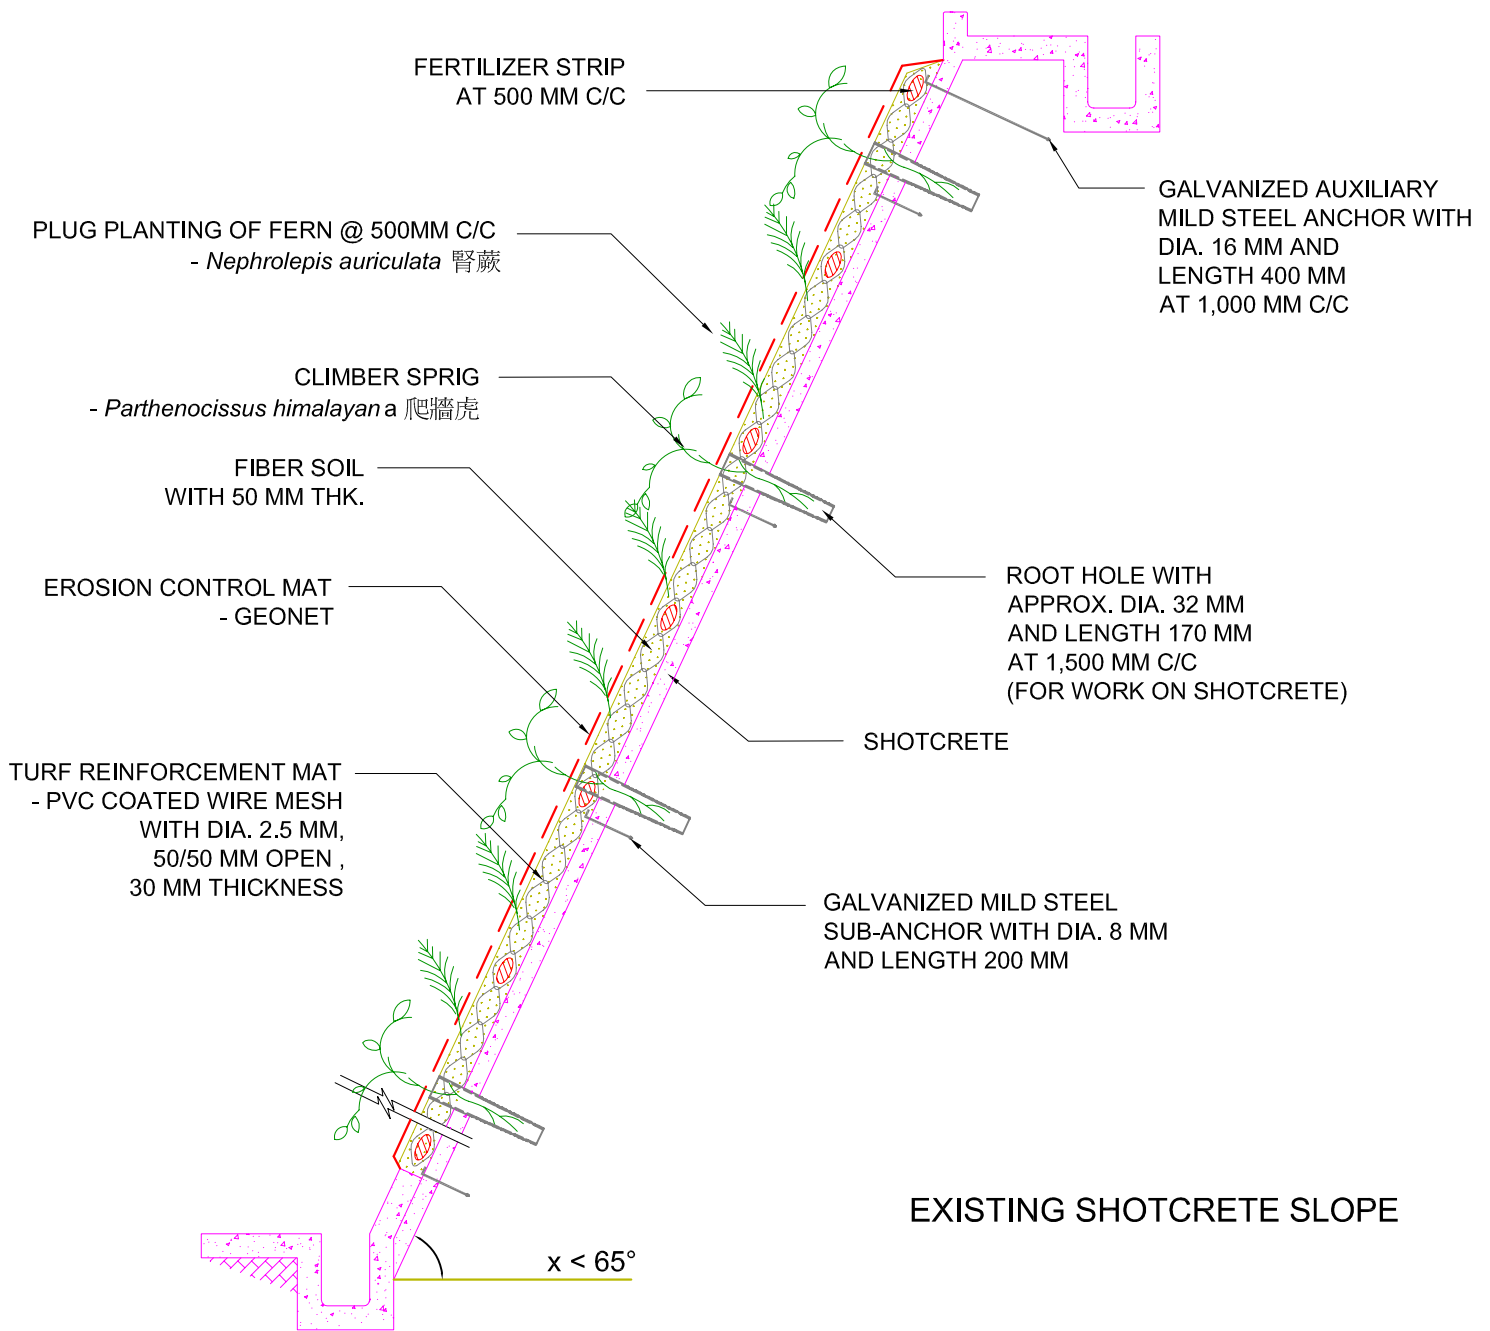 FERTILIZER STRIP
AT 500 MM C/C
GALVANIZED AUXILIARY
MILD STEEL ANCHOR WITH
DIA. 16 MM AND
LENGTH 400 MM
AT 1,000 MM C/C
PLUG PLANTING OF FERN @ 500MM C/C
- Nephrolepis auriculata 腎蕨
CLIMBER SPRIG
- Parthenocissus himalayana 爬牆虎
FIBER SOIL
WITH 50 MM THK.
EROSION CONTROL MAT
- GEONET
ROOT HOLE WITH
APPROX. DIA. 32 MM
AND LENGTH 170 MM
AT 1,500 MM C/C
(FOR WORK ON SHOTCRETE)
SHOTCRETE
TURF REINFORCEMENT MAT
- PVC COATED WIRE MESH
WITH DIA. 2.5 MM,
50/50 MM OPEN ,
30 MM THICKNESS
GALVANIZED MILD STEEL
SUB-ANCHOR WITH DIA. 8 MM
AND LENGTH 200 MM
EXISTING SHOTCRETE SLOPE
x < 65°